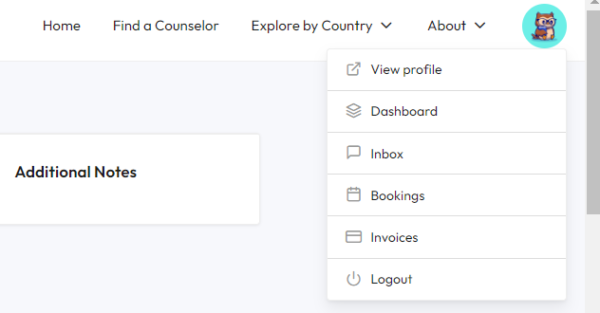 Home Find a Counselor Explore by Country About
View profile
Dashboard
Inbox
Additional Notes
Bookings
Invoices
Logout